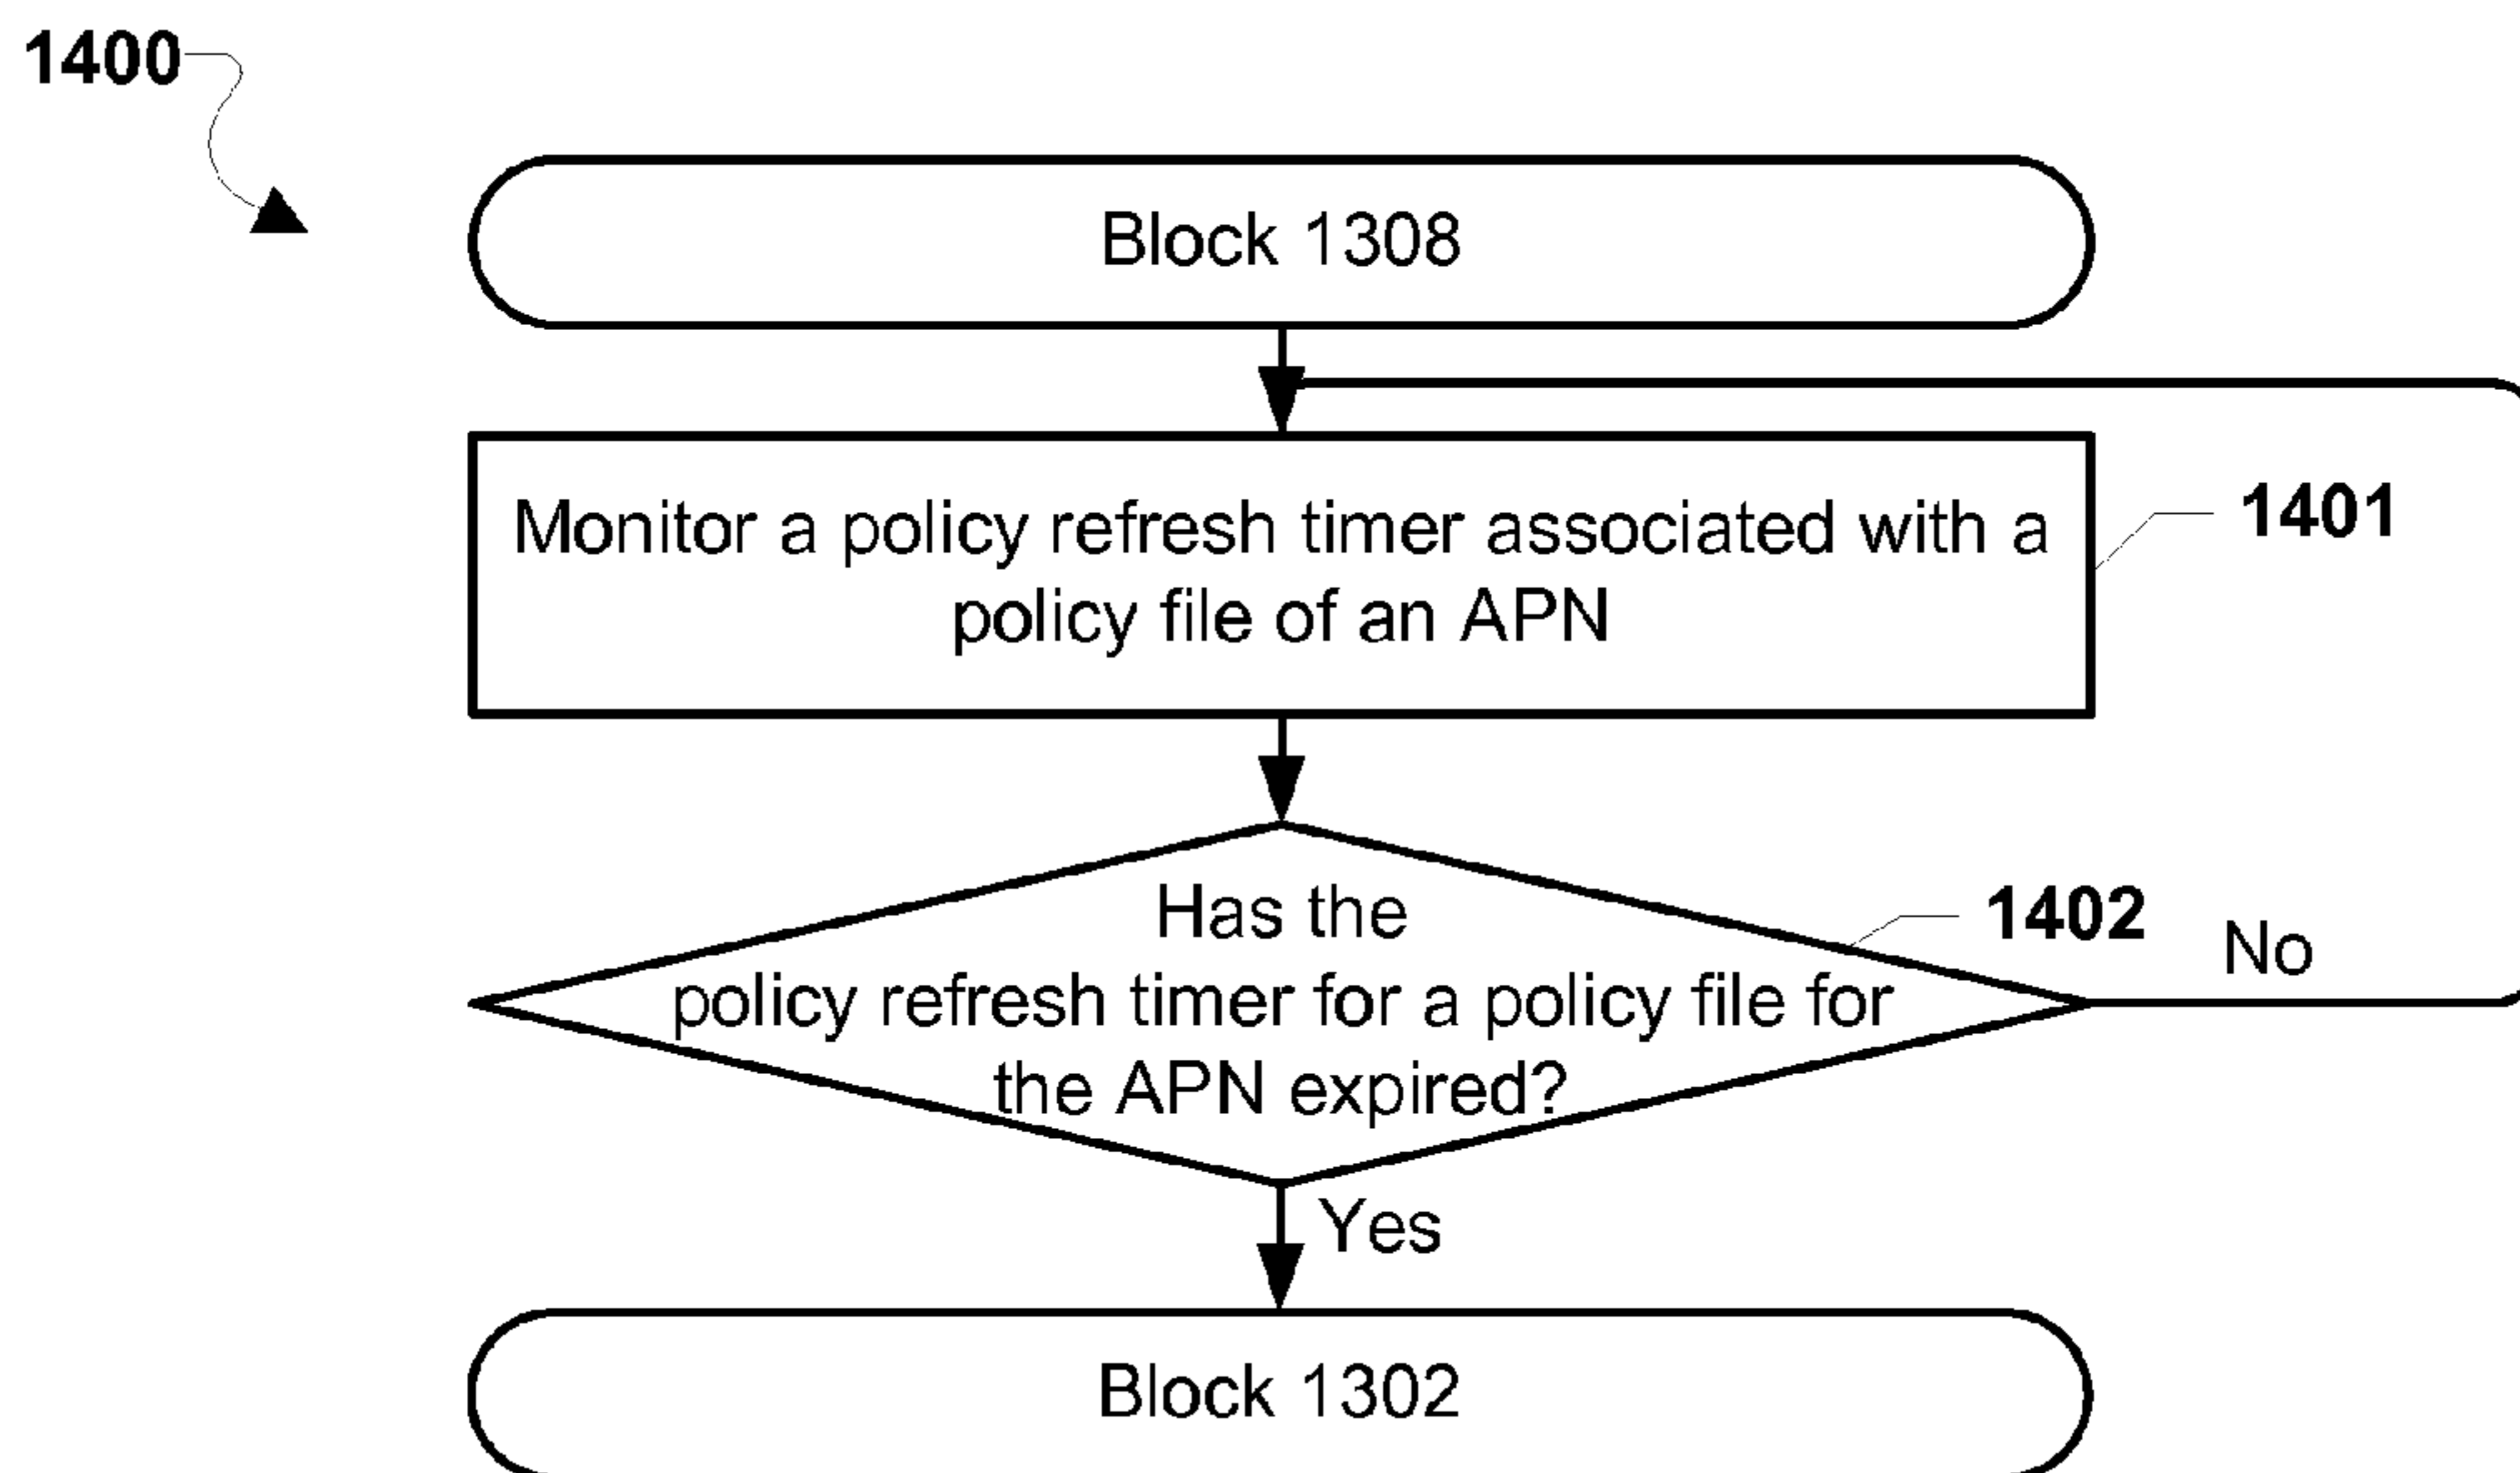 1400
Block 1308
Monitor a policy refresh timer associated with a
policy file of an APN
1401
Has the
policy refresh timer for a policy file for
the APN expired?
1402
No
Yes
Block 1302